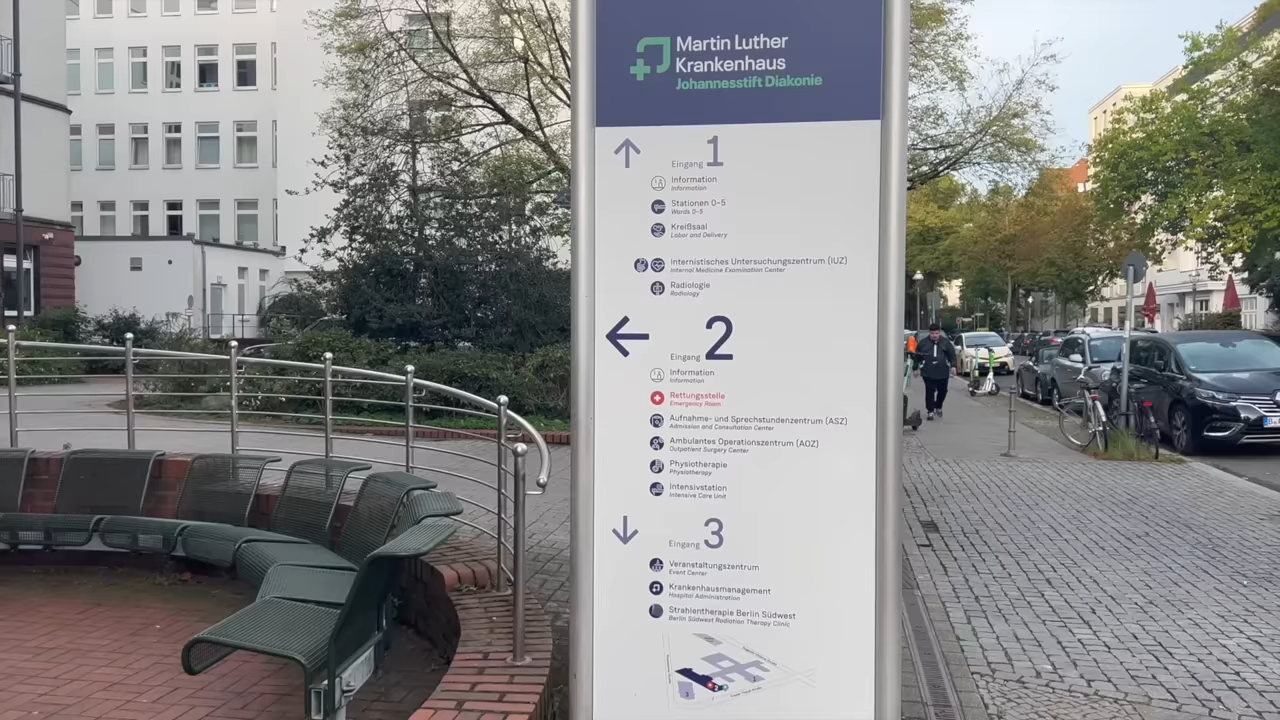 Martin Luther
Krankenhaus
Johannesstift Diakonie
Eingang 1
Information
Information
Stationen 0–5
Wards 0–5
Kreißsaal
Labor and Delivery
Internistisches Untersuchungszentrum (IUZ)
Internal Medicine Examination Center
Radiologie
Radiology
Eingang 2
Information
Information
Rettungsstelle
Emergency Room
Aufnahme- und Sprechstundenzentrum (ASZ)
Admission and Consultation Center
Ambulantes Operationszentrum (AOZ)
Outpatient Surgery Center
Physiotherapie
Physiotherapy
Intensivstation
Intensive Care Unit
Eingang 3
Veranstaltungszentrum
Event Center
Krankenhausmanagement
Hospital Administration
Strahlentherapie Berlin Südwest
Berlin Südwest Radiation Therapy Clinic